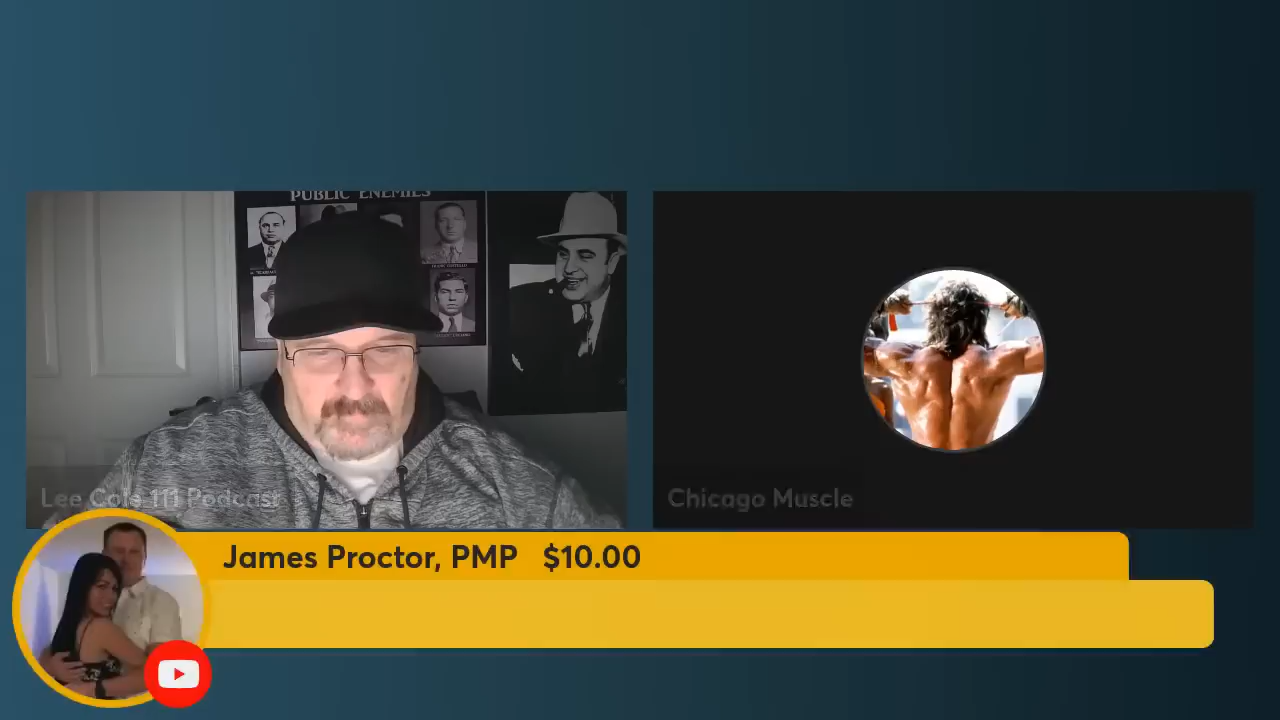 PUBLIC ENEMIES
Lee Cole 111 Podcast
Chicago Muscle
James Proctor, PMP $10.00